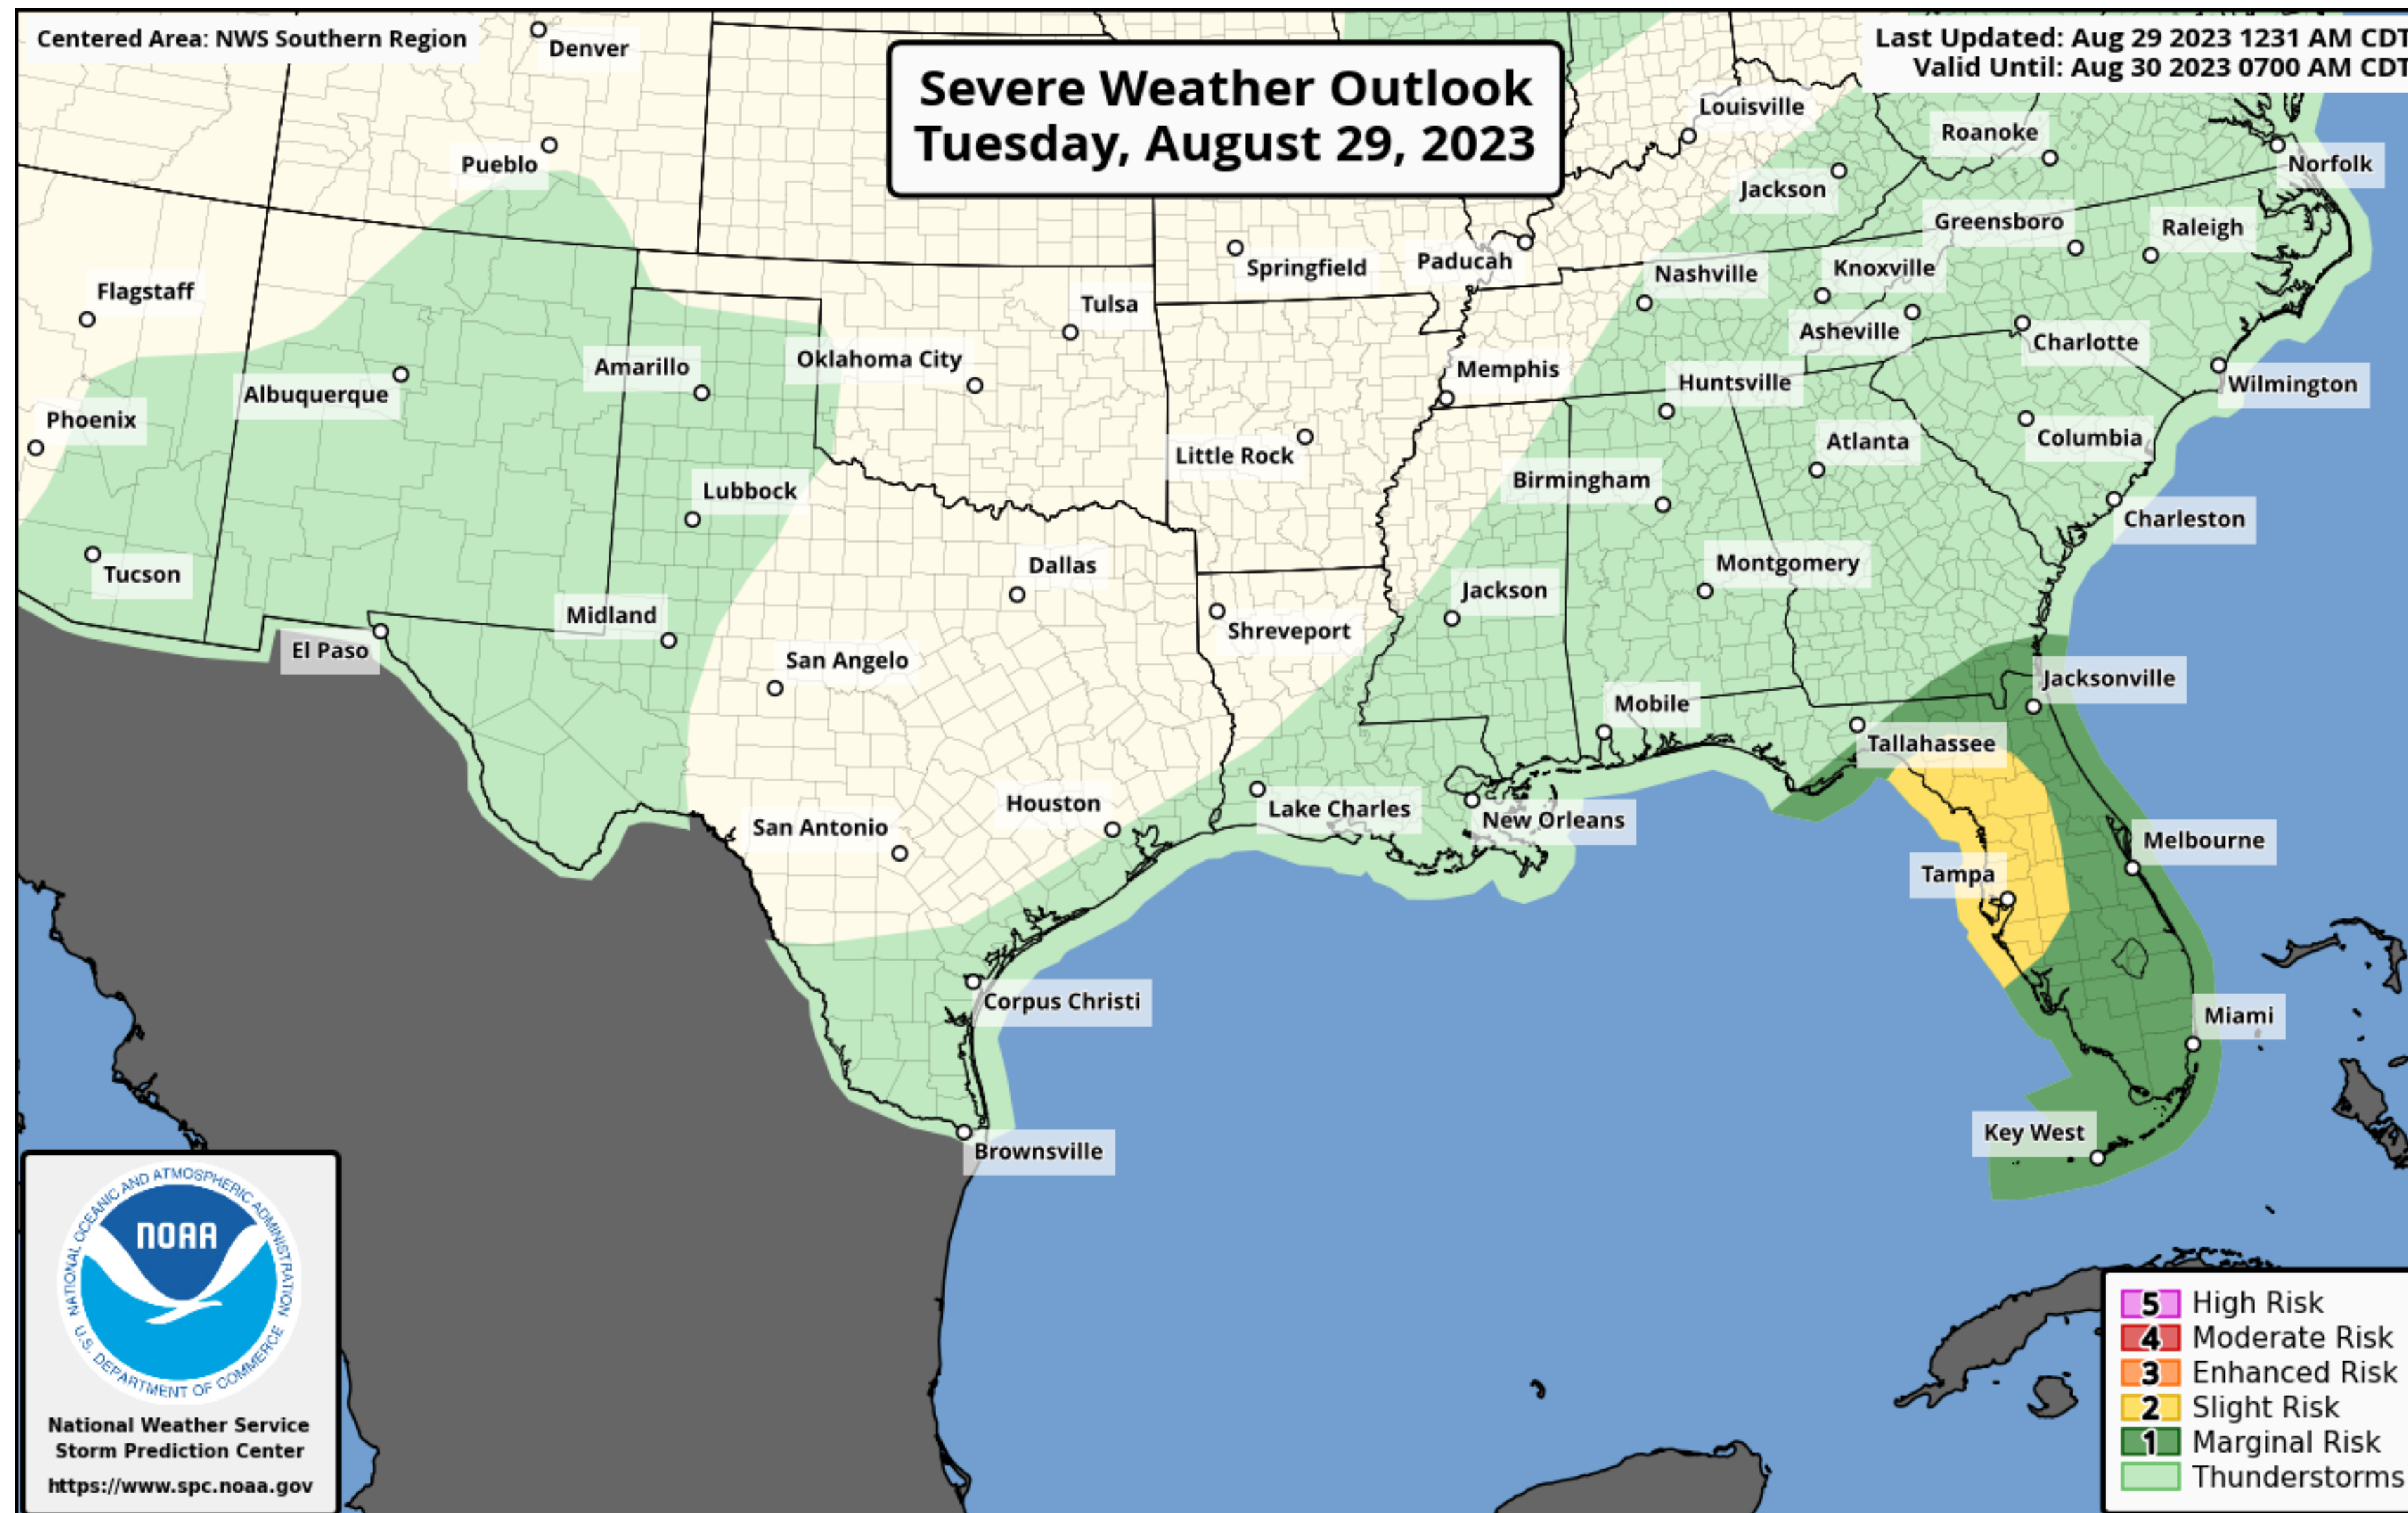 Centered Area: NWS Southern Region
Severe Weather Outlook
Tuesday, August 29, 2023
Last Updated: Aug 29 2023 1231 AM CDT
Valid Until: Aug 30 2023 0700 AM CDT
Denver
Pueblo
Louisville
Roanoke
Norfolk
Jackson
Greensboro
Raleigh
Flagstaff
Springfield
Paducah
Nashville
Knoxville
Tulsa
Asheville
Charlotte
Albuquerque
Amarillo
Oklahoma City
Memphis
Huntsville
Wilmington
Phoenix
Little Rock
Atlanta
Columbia
Lubbock
Birmingham
Charleston
Tucson
Dallas
Montgomery
Midland
Jackson
Shreveport
El Paso
San Angelo
Jacksonville
Mobile
Tallahassee
San Antonio
Houston
Lake Charles
New Orleans
Melbourne
Tampa
Corpus Christi
Miami
Brownsville
Key West
NATIONAL OCEANIC AND ATMOSPHERIC ADMINISTRATION
NOAA
U.S. DEPARTMENT OF COMMERCE
National Weather Service
Storm Prediction Center
https://www.spc.noaa.gov
5 High Risk
4 Moderate Risk
3 Enhanced Risk
2 Slight Risk
1 Marginal Risk
Thunderstorms